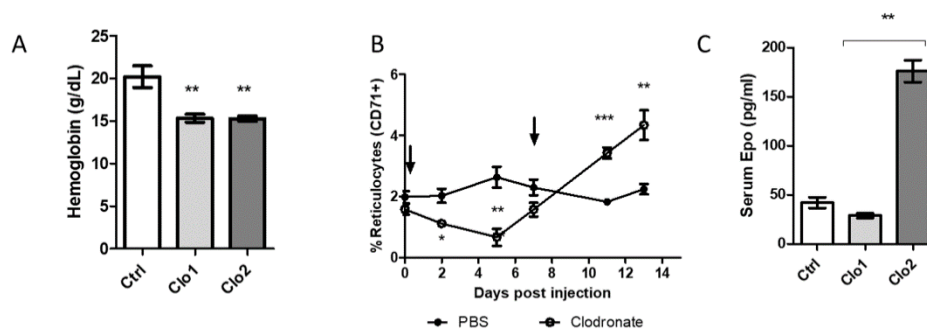 A
Hemoglobin (g/dL)
25
20
15
10
5
0
**
**
Ctrl
Clo1
Clo2
B
% Reticulocytes (CD71+)
6
4
2
0
*
**
***
**
0 2 4 6 8 10 12 14
Days post injection
PBS Clodronate
C
Serum Epo (pg/ml)
200
150
100
50
0
**
Ctrl
Clo1
Clo2